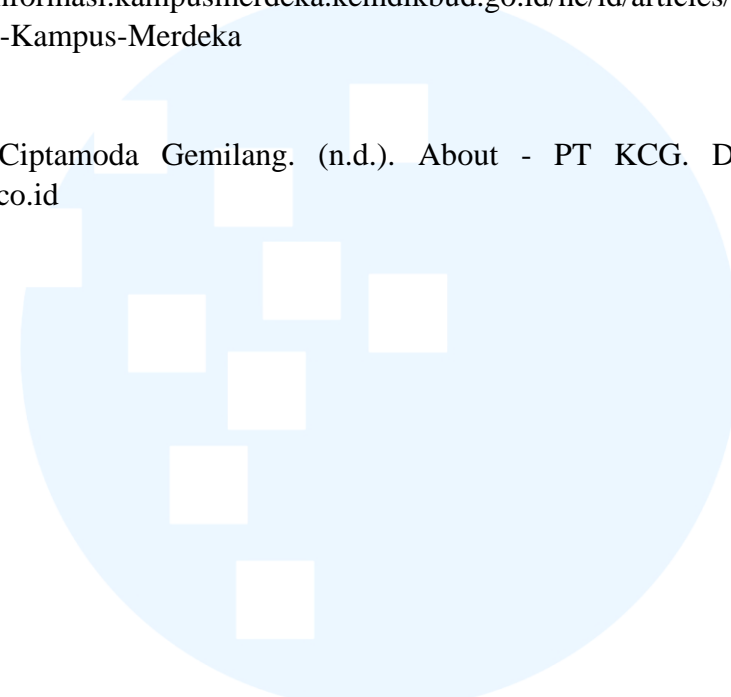 nformasi.kampusmerdeka.kemdikbud.go.id/hc/id/articles/
-Kampus-Merdeka
Ciptamoda Gemilang. (n.d.). About - PT KCG. D
co.id